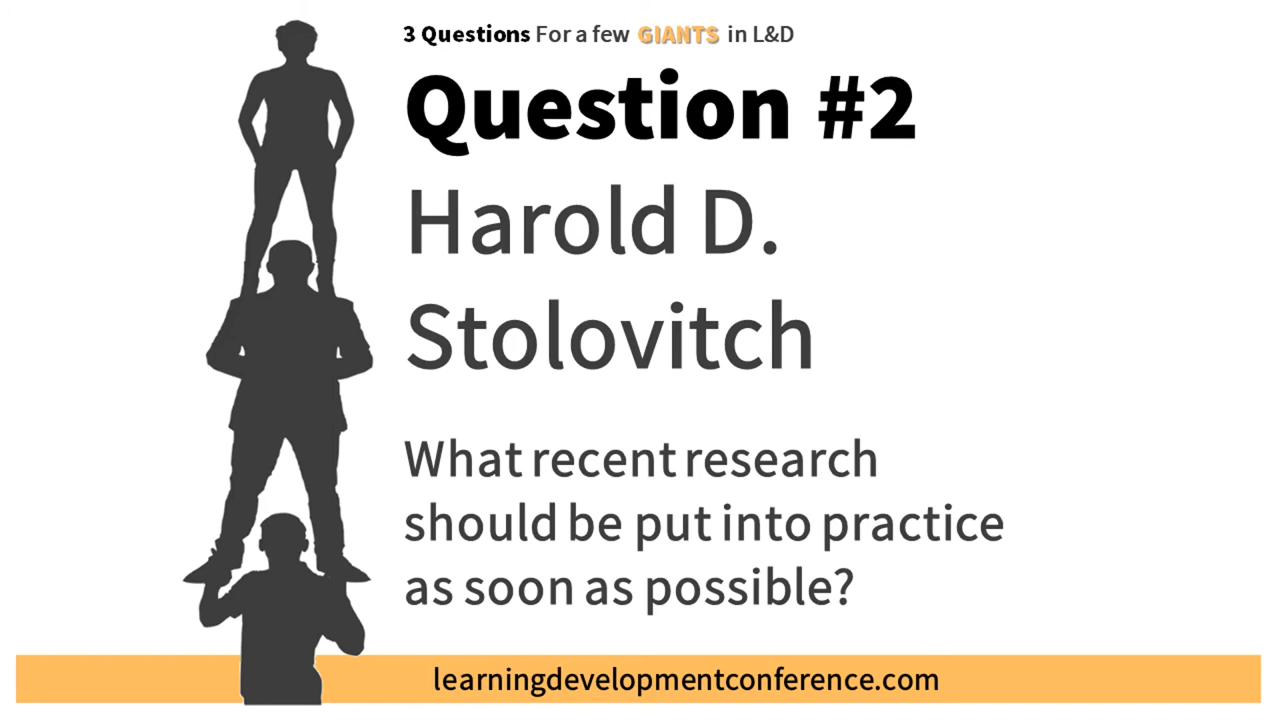 3 Questions For a few GIANTS in L&D
Question #2
Harold D.
Stolovitch
What recent research
should be put into practice
as soon as possible?
learningdevelopmentconference.com